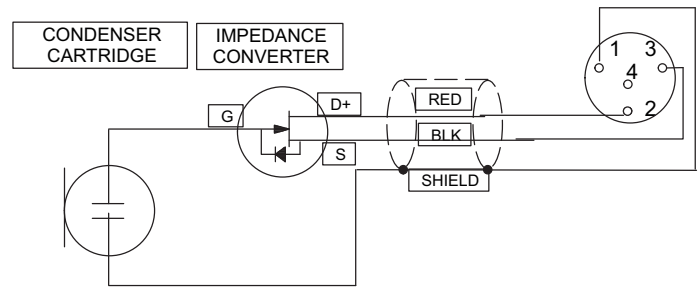 CONDENSER
CARTRIDGE
IMPEDANCE
CONVERTER
1
3
4
2
G
D+
RED
BLK
S
SHIELD